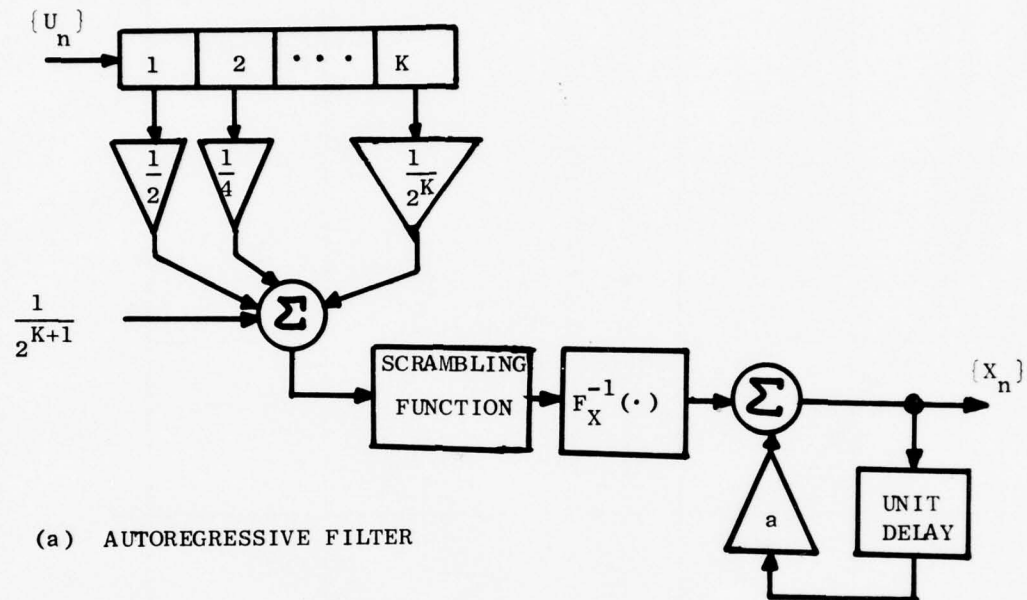 {U_n}
1 2 • • • K
1/2 1/4 1/2^K
1/2^{K+1} Σ
SCRAMBLING
FUNCTION
F_X^{-1}(·)
Σ
{X_n}
a
UNIT
DELAY
(a) AUTOREGRESSIVE FILTER